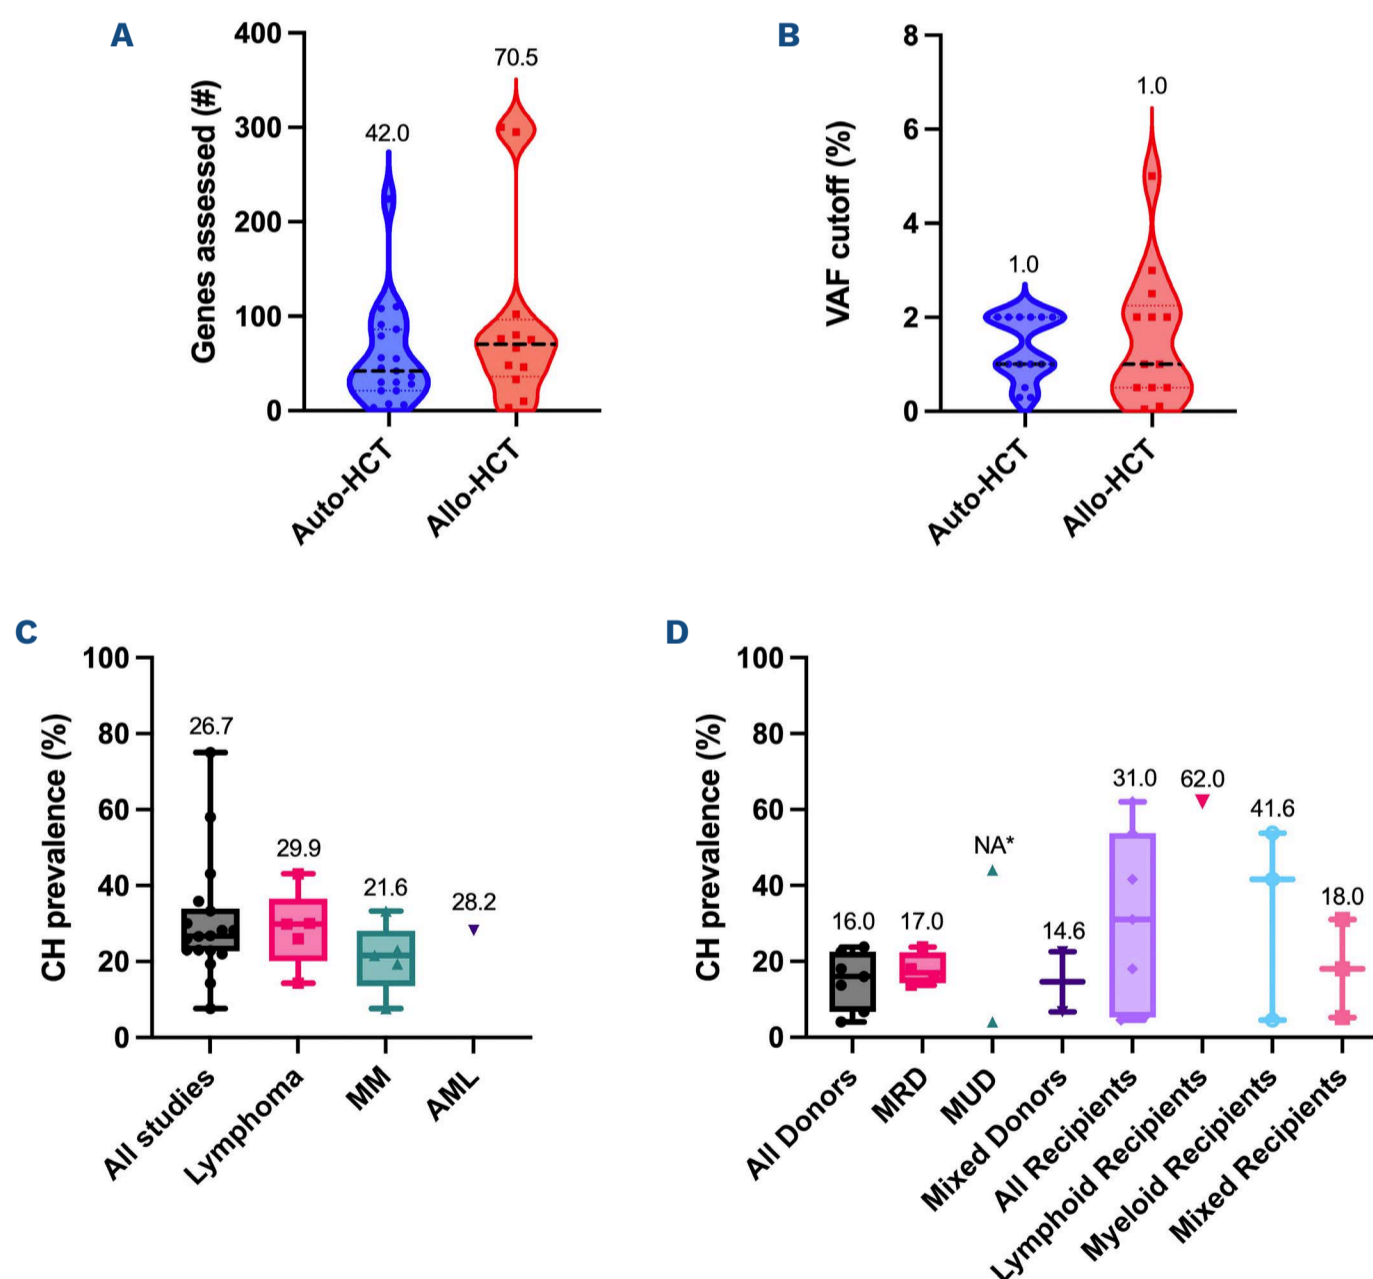 A
Genes assessed (#)
400
300
200
100
0
42.0
70.5
Auto-HCT
Allo-HCT
B
VAF cutoff (%)
8
6
4
2
0
1.0
1.0
Auto-HCT
Allo-HCT
C
CH prevalence (%)
100
80
60
40
20
0
26.7
29.9
21.6
28.2
All studies
Lymphoma
MM
AML
D
CH prevalence (%)
100
80
60
40
20
0
16.0
17.0
NA*
14.6
31.0
62.0
41.6
18.0
All Donors
MRD
MUD
Mixed Donors
All Recipients
Lymphoid Recipients
Myeloid Recipients
Mixed Recipients